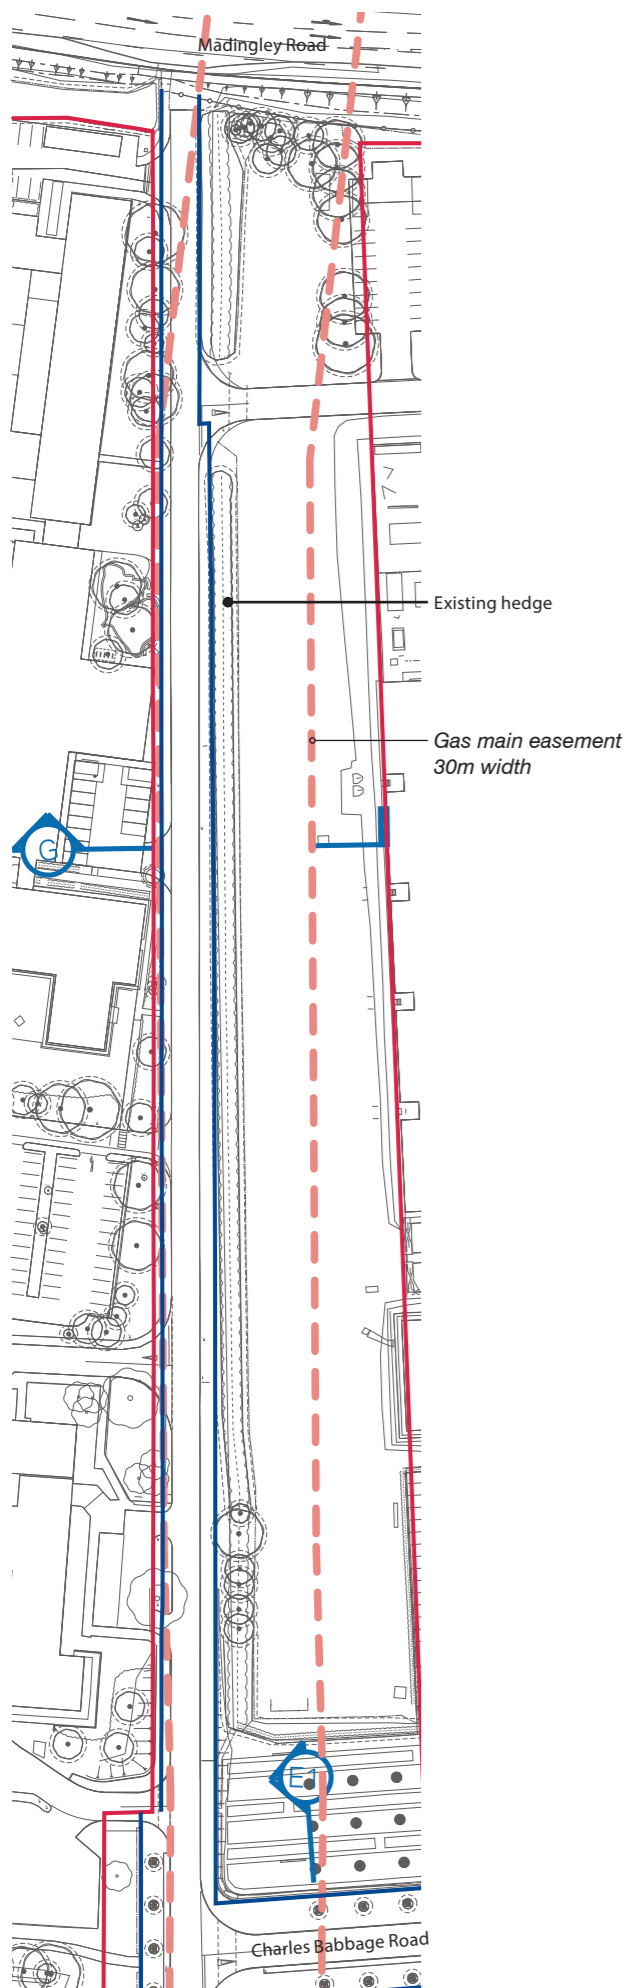 Madingley Road
Existing hedge
Gas main easement
30m width
G
E1
Charles Babbage Road